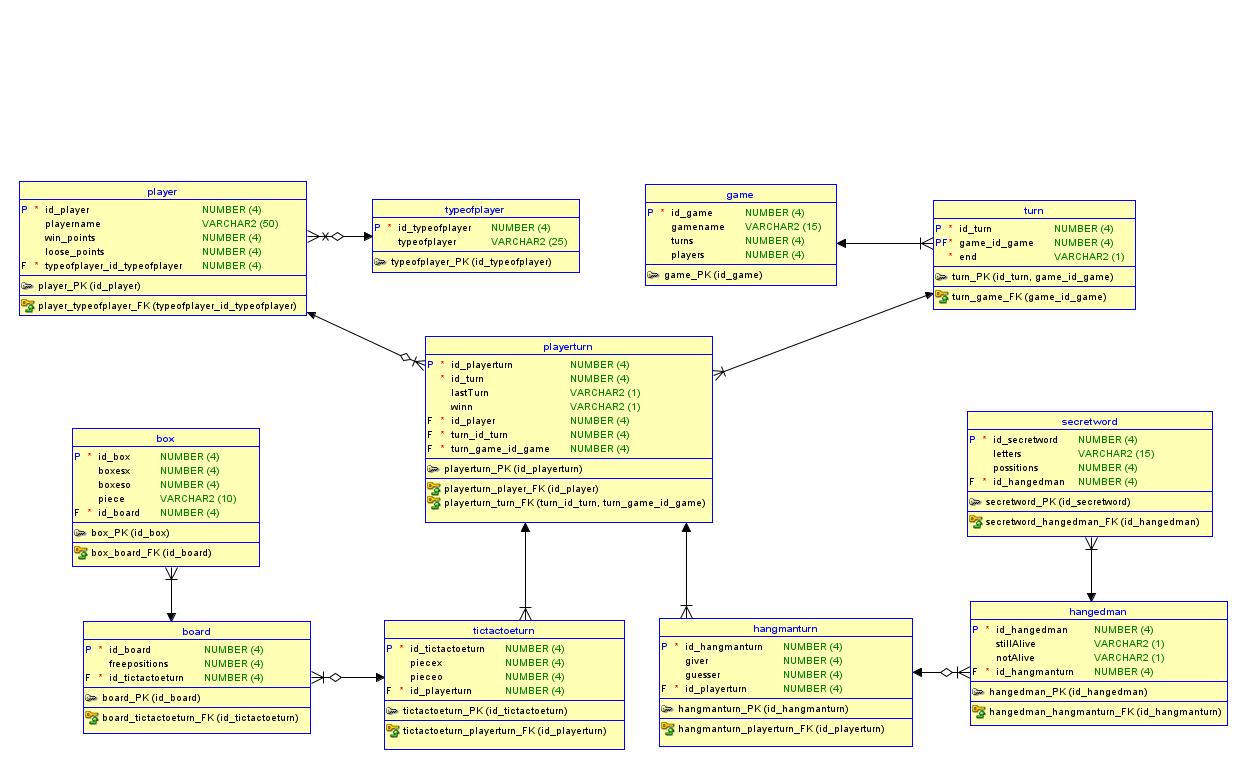 player
P * id_player NUMBER (4)
playername VARCHAR2 (50)
win_points NUMBER (4)
loose_points NUMBER (4)
F * typeofplayer_id_typeofplayer NUMBER (4)
player_PK (id_player)
player_typeofplayer_FK (typeofplayer_id_typeofplayer)
typeofplayer
P * id_typeofplayer NUMBER (4)
typeofplayer VARCHAR2 (25)
typeofplayer_PK (id_typeofplayer)
game
P * id_game NUMBER (4)
gamename VARCHAR2 (15)
turns NUMBER (4)
players NUMBER (4)
game_PK (id_game)
turn
P * id_turn NUMBER (4)
PF * game_id_game NUMBER (4)
* end VARCHAR2 (1)
turn_PK (id_turn, game_id_game)
turn_game_FK (game_id_game)
playerturn
P * id_playerturn NUMBER (4)
* id_turn NUMBER (4)
lastTurn VARCHAR2 (1)
winn VARCHAR2 (1)
F * id_player NUMBER (4)
F * turn_id_turn NUMBER (4)
F * turn_game_id_game NUMBER (4)
playerturn_PK (id_playerturn)
playerturn_player_FK (id_player)
playerturn_turn_FK (turn_id_turn, turn_game_id_game)
box
P * id_box NUMBER (4)
boxesx NUMBER (4)
boxeso NUMBER (4)
piece VARCHAR2 (10)
F * id_board NUMBER (4)
box_PK (id_box)
box_board_FK (id_board)
secretword
P * id_secretword NUMBER (4)
letters VARCHAR2 (15)
possitions NUMBER (4)
F * id_hangedman NUMBER (4)
secretword_PK (id_secretword)
secretword_hangedman_FK (id_hangedman)
board
P * id_board NUMBER (4)
freepositions NUMBER (4)
F * id_tictactoeturn NUMBER (4)
board_PK (id_board)
board_tictactoeturn_FK (id_tictactoeturn)
tictactoeturn
P * id_tictactoeturn NUMBER (4)
piecex NUMBER (4)
pieceo NUMBER (4)
F * id_playerturn NUMBER (4)
tictactoeturn_PK (id_tictactoeturn)
tictactoeturn_playerturn_FK (id_playerturn)
hangmanturn
P * id_hangmanturn NUMBER (4)
giver NUMBER (4)
guesser NUMBER (4)
F * id_playerturn NUMBER (4)
hangmanturn_PK (id_hangmanturn)
hangmanturn_playerturn_FK (id_playerturn)
hangedman
P * id_hangedman NUMBER (4)
stillAlive VARCHAR2 (1)
notAlive VARCHAR2 (1)
F * id_hangmanturn NUMBER (4)
hangedman_PK (id_hangedman)
hangedman_hangmanturn_FK (id_hangmanturn)